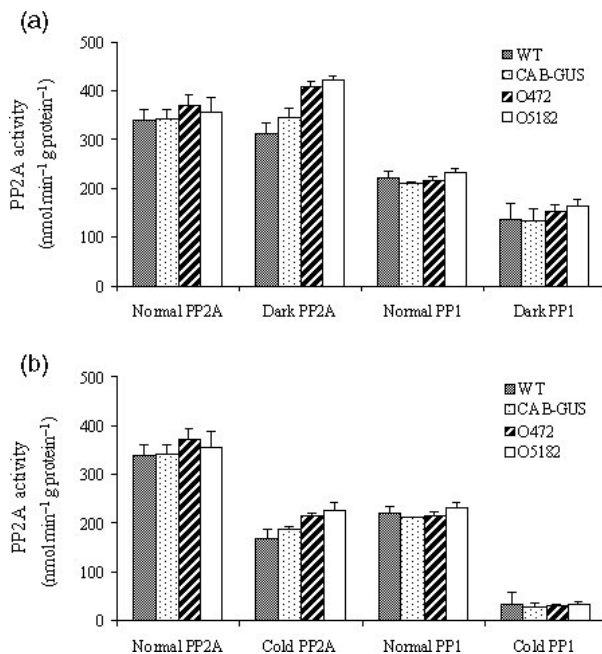 (a)
PP2A activity
(nmol min⁻¹ g protein⁻¹)
500
400
300
200
100
0
WT
CAB-GUS
O472
O5182
Normal PP2A Dark PP2A Normal PP1 Dark PP1
(b)
PP2A activity
(nmol min⁻¹ g protein⁻¹)
500
400
300
200
100
0
WT
CAB-GUS
O472
O5182
Normal PP2A Cold PP2A Normal PP1 Cold PP1